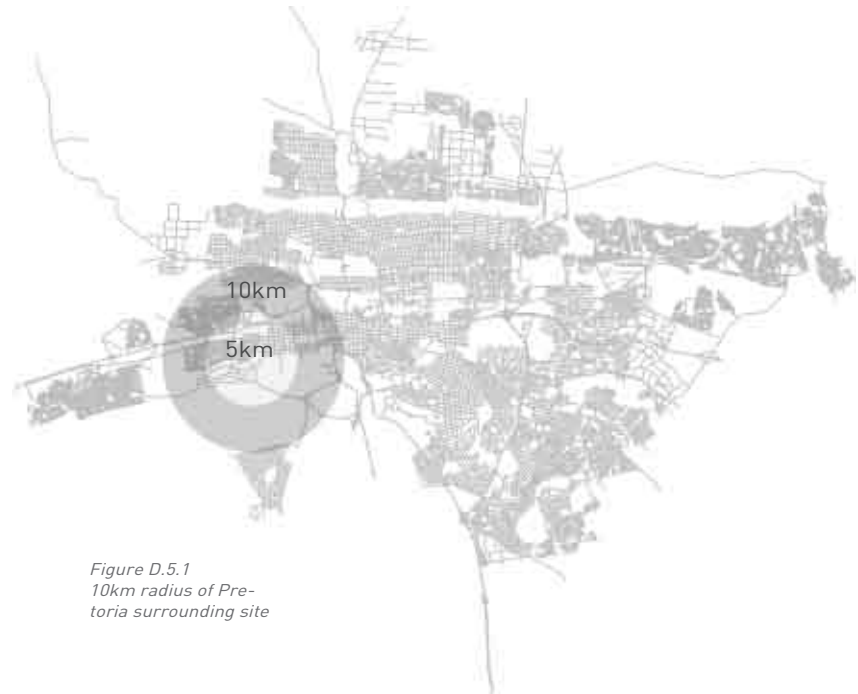 10km
5km
Figure D.5.1
10km radius of Pre-
toria surrounding site